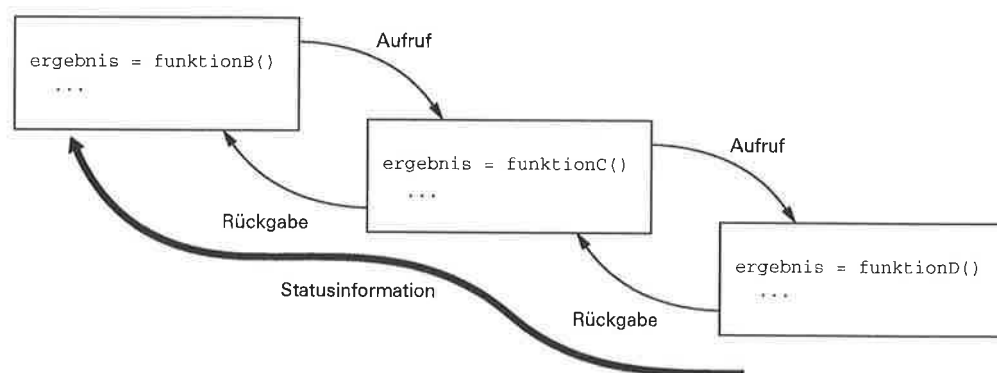 Aufruf
ergebnis = funktionB()
...
Aufruf
ergebnis = funktionC()
...
Rückgabe
ergebnis = funktionD()
...
Statusinformation
Rückgabe